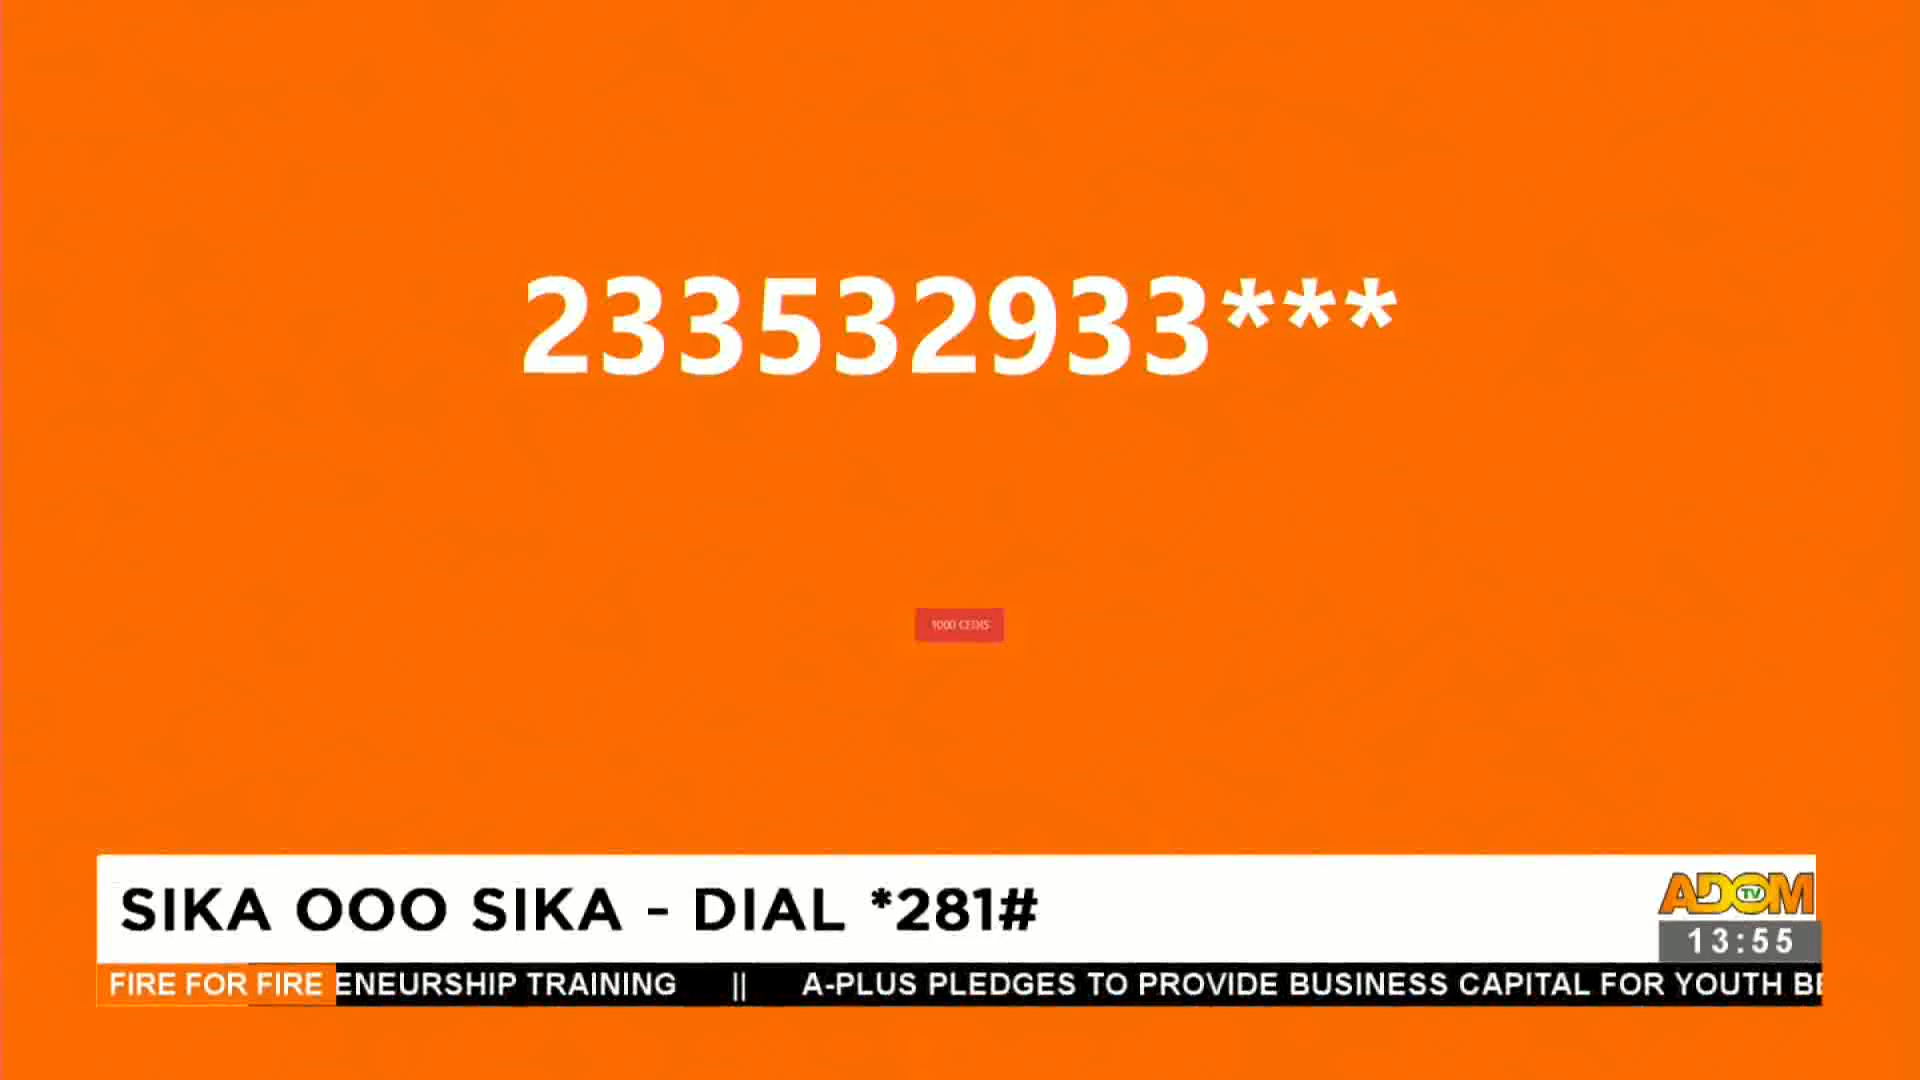 233532933***
1000 CEDIS
SIKA OOO SIKA - DIAL *281#
ADOM TV
13:55
FIRE FOR FIRE ENEURSHIP TRAINING || A-PLUS PLEDGES TO PROVIDE BUSINESS CAPITAL FOR YOUTH BE